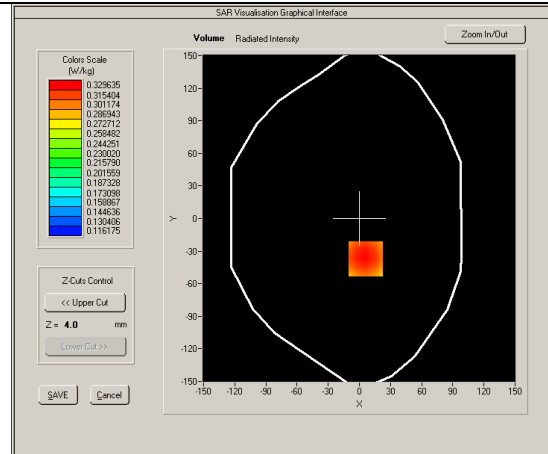 SAR Visualisation Graphical Interface
Volume Radiated Intensity
Zoom In/Out
Colors Scale
(W/kg)
0.329635
0.315404
0.301174
0.286943
0.272712
0.258482
0.244251
0.230020
0.215790
0.201559
0.187328
0.173098
0.158867
0.144636
0.130406
0.116175
Z-Cuts Control
<< Upper Cut
Z = 4.0 mm
Lower Cut >>
SAVE Cancel
150
120
90
60
30
0
-30
-60
-90
-120
-150
Y
-150 -120 -90 -60 -30 0 30 60 90 120 150
X